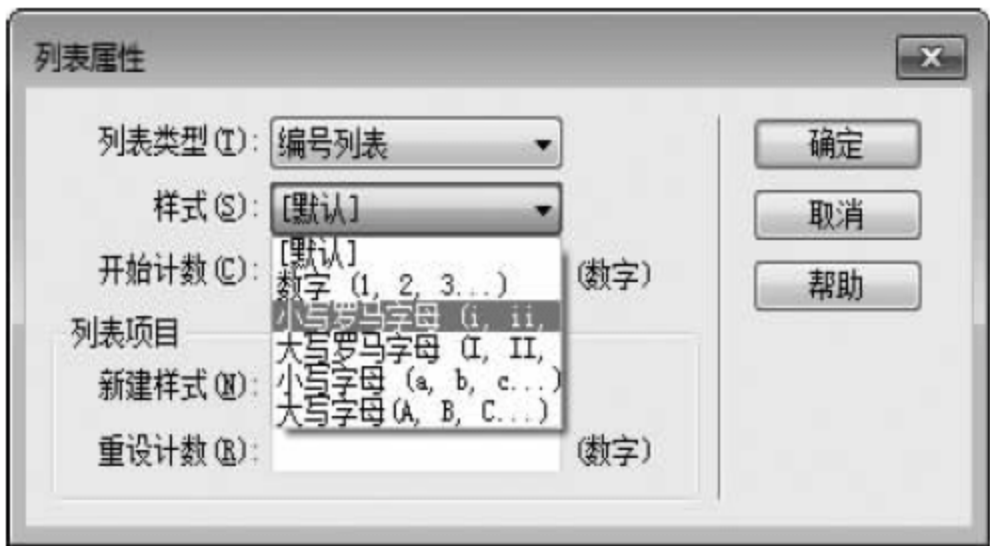 列表属性
列表类型(T): 编号列表
确定
样式(S): [默认]
取消
[默认]
开始计数(C): 数字 (1, 2, 3...) (数字)
帮助
小写罗马字母 (i, ii,
列表项目
大写罗马字母 (I, II,
新建样式(N): 小写字母 (a, b, c...)
大写字母(A, B, C...)
重设计数(R): (数字)